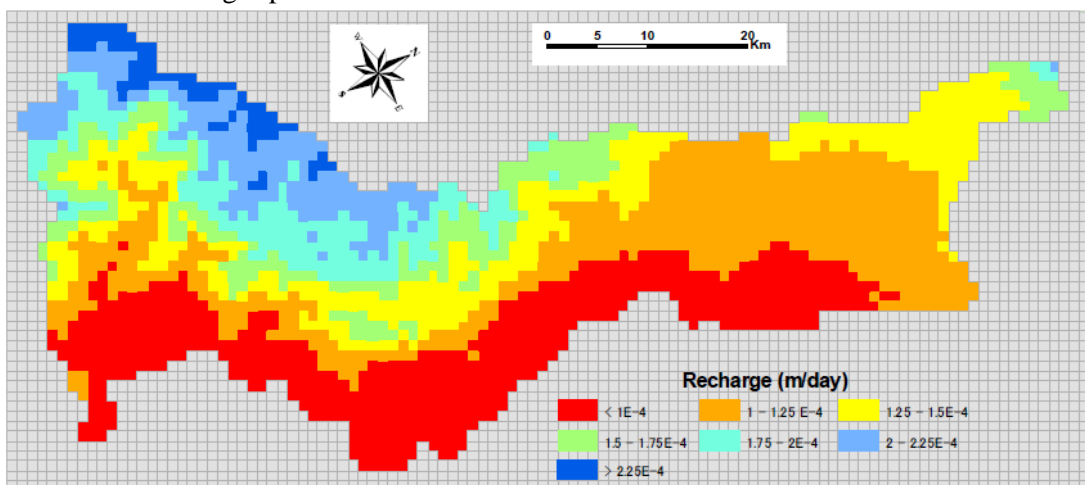 0 5 10 20
Km
N
S
E
Recharge (m/day)
< 1E-4 1 - 1.25 E-4 1.25 - 1.5E-4
1.5 - 1.75E-4 1.75 - 2E-4 2 - 2.25E-4
> 2.25E-4